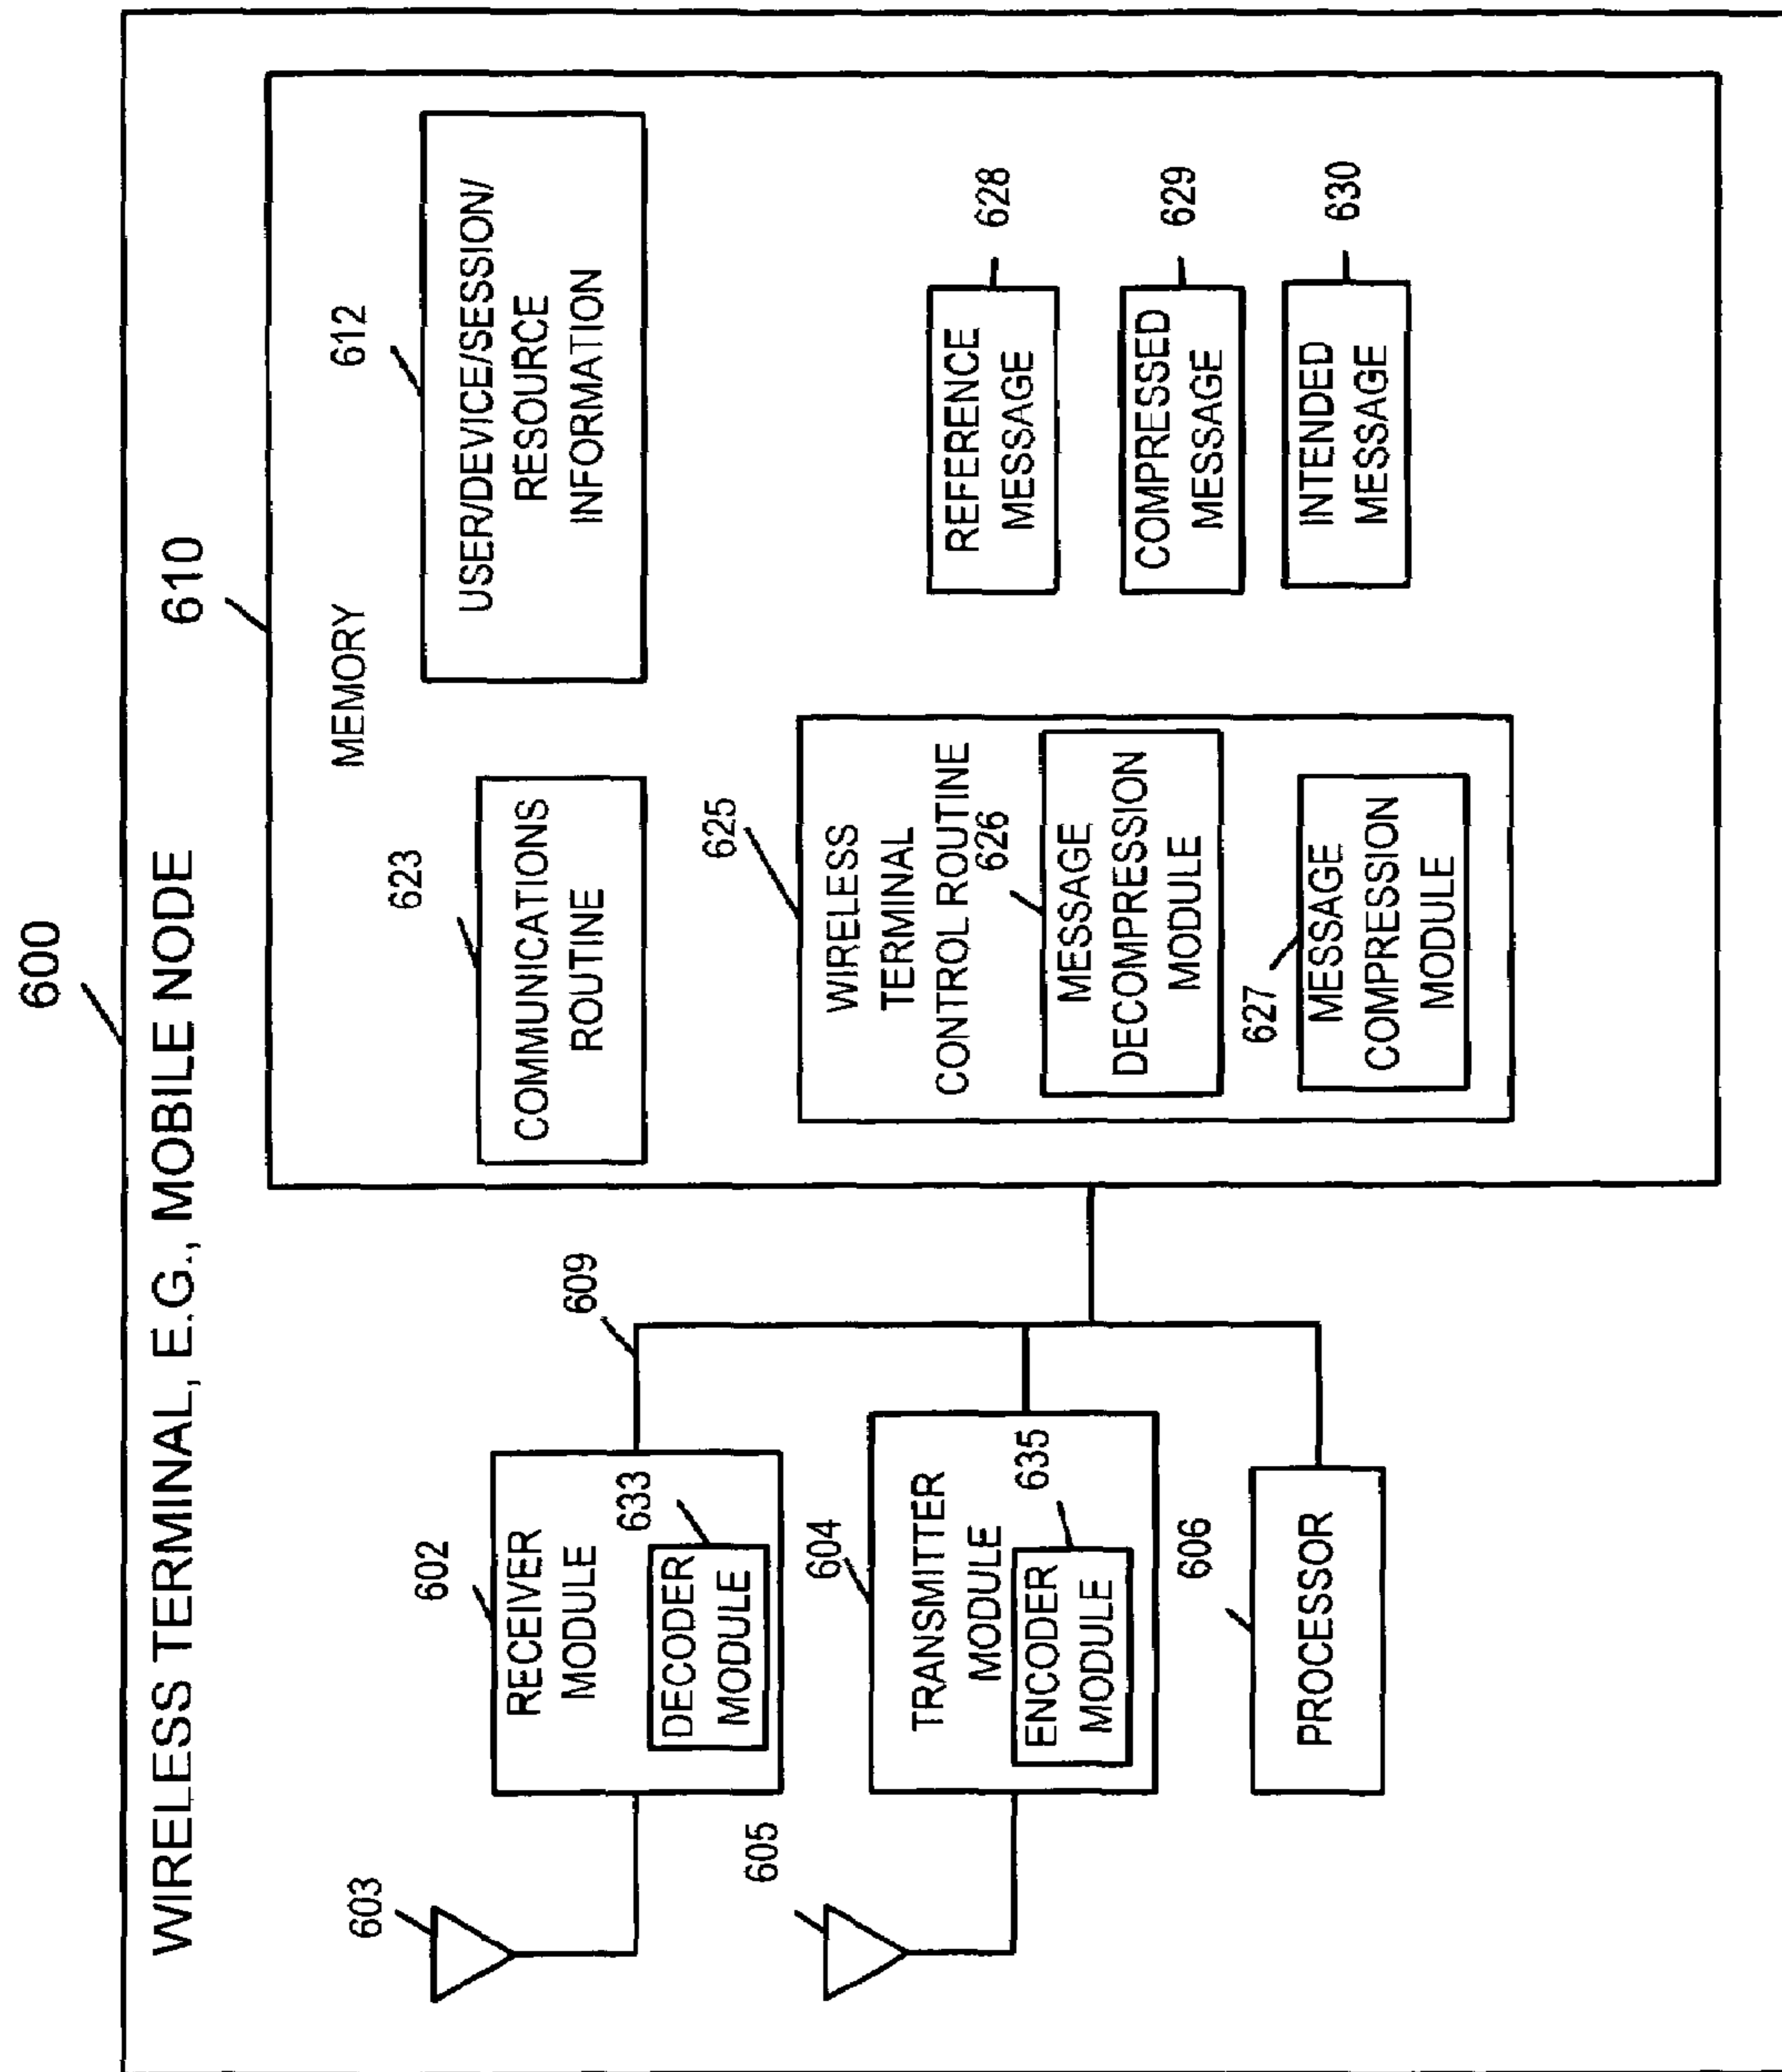 600
WIRELESS TERMINAL, E.G., MOBILE NODE
610
MEMORY
612
USER/DEVICE/SESSION/
RESOURCE
INFORMATION
623
COMMUNICATIONS
ROUTINE
625
WIRELESS
TERMINAL
CONTROL ROUTINE
626
MESSAGE
DECOMPRESSION
MODULE
627
MESSAGE
COMPRESSION
MODULE
REFERENCE
MESSAGE
628
COMPRESSED
MESSAGE
629
INTENDED
MESSAGE
630
603
602
RECEIVER
MODULE
633
DECODER
MODULE
609
605
604
TRANSMITTER
MODULE
635
ENCODER
MODULE
606
PROCESSOR